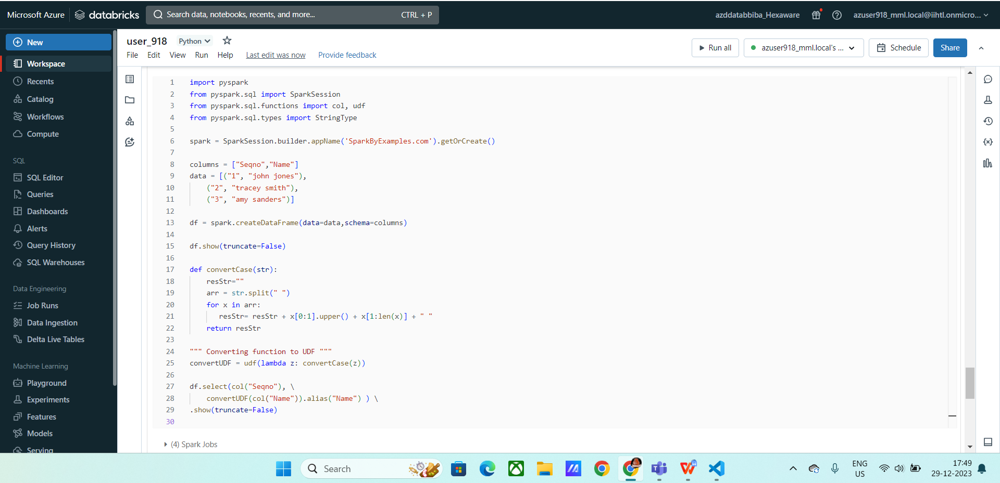 Microsoft Azure
databricks
Search data, notebooks, recents, and more...
CTRL + P
azddatabbiba_Hexaware
azuser918_mml.local@iihtl.onmicro...
New
Workspace
Recents
Catalog
Workflows
Compute
SQL
SQL Editor
Queries
Dashboards
Alerts
Query History
SQL Warehouses
Data Engineering
Job Runs
Data Ingestion
Delta Live Tables
Machine Learning
Playground
Experiments
Features
Models
Serving
user_918
Python
File Edit View Run Help Last edit was now Provide feedback
Run all
azuser918_mml.local's ...
Schedule
Share
1 import pyspark
2 from pyspark.sql import SparkSession
3 from pyspark.sql.functions import col, udf
4 from pyspark.sql.types import StringType
5
6 spark = SparkSession.builder.appName('SparkByExamples.com').getOrCreate()
7
8 columns = ["Seqno","Name"]
9 data = [("1", "john jones"),
10     ("2", "tracey smith"),
11     ("3", "amy sanders")]
12
13 df = spark.createDataFrame(data=data,schema=columns)
14
15 df.show(truncate=False)
16
17 def convertCase(str):
18     resStr=""
19     arr = str.split(" ")
20     for x in arr:
21        resStr= resStr + x[0:1].upper() + x[1:len(x)] + " "
22     return resStr
23
24 """ Converting function to UDF """
25 convertUDF = udf(lambda z: convertCase(z))
26
27 df.select(col("Seqno"), \
28     convertUDF(col("Name")).alias("Name") ) \
29 .show(truncate=False)
30
(4) Spark Jobs
Search
ENG
US
17:49
29-12-2023